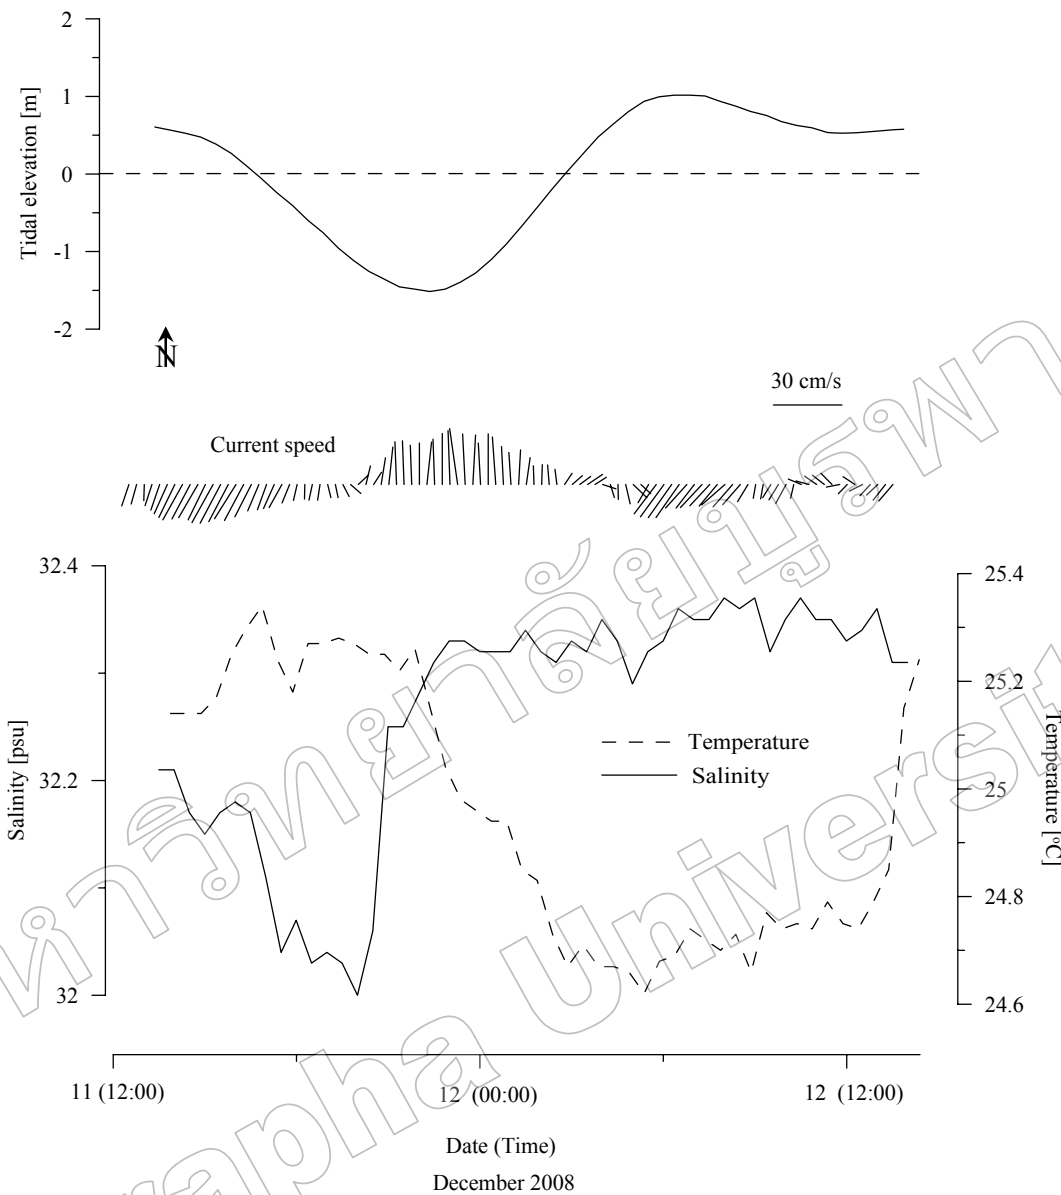 2
1
0
-1
-2
Tidal elevation [m]
N
30 cm/s
Current speed
32.4
32.2
32
Salinity [psu]
25.4
25.2
25
24.8
24.6
Temperature [ºC]
Temperature
Salinity
11 (12:00)
12 (00:00)
12 (12:00)
Date (Time)
December 2008
University